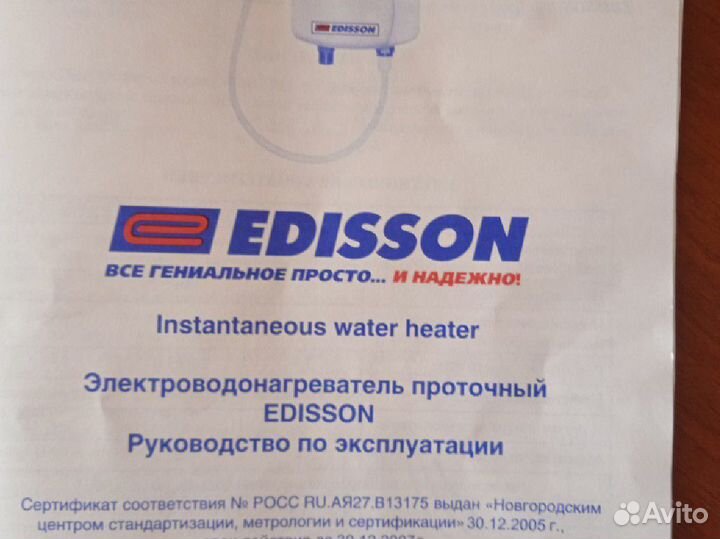 EDISSON
EDISSON
ВСЕ ГЕНИАЛЬНОЕ ПРОСТО... И НАДЕЖНО!
Instantaneous water heater
Электроводонагреватель проточный
EDISSON
Руководство по эксплуатации
Сертификат соответствия № РОСС RU.АЯ27.В13175 выдан «Новгородским
центром стандартизации, метрологии и сертификации» 30.12.2005 г.,
Avito